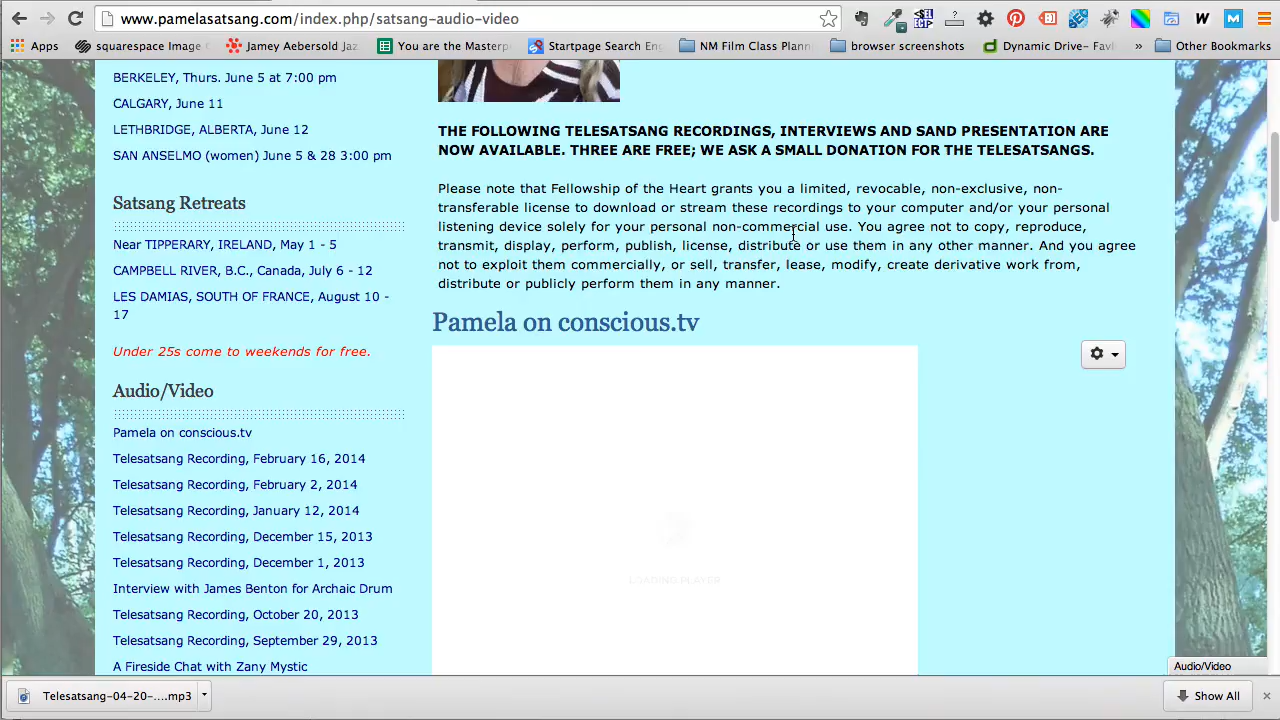 www.pamelasatsang.com/index.php/satsang-audio-video
Apps
squarespace Image
Jamey Aebersold Jaz
You are the Masterp
Startpage Search En
NM Film Class Plann
browser screenshots
Dynamic Drive- Fav
»
Other Bookmarks
BERKELEY, Thurs. June 5 at 7:00 pm
CALGARY, June 11
LETHBRIDGE, ALBERTA, June 12
SAN ANSELMO (women) June 5 & 28 3:00 pm
Satsang Retreats
Near TIPPERARY, IRELAND, May 1 - 5
CAMPBELL RIVER, B.C., Canada, July 6 - 12
LES DAMIAS, SOUTH OF FRANCE, August 10 -
17
Under 25s come to weekends for free.
Audio/Video
Pamela on conscious.tv
Telesatsang Recording, February 16, 2014
Telesatsang Recording, February 2, 2014
Telesatsang Recording, January 12, 2014
Telesatsang Recording, December 15, 2013
Telesatsang Recording, December 1, 2013
Interview with James Benton for Archaic Drum
Telesatsang Recording, October 20, 2013
Telesatsang Recording, September 29, 2013
A Fireside Chat with Zany Mystic
THE FOLLOWING TELESATSANG RECORDINGS, INTERVIEWS AND SAND PRESENTATION ARE
NOW AVAILABLE. THREE ARE FREE; WE ASK A SMALL DONATION FOR THE TELESATSANGS.
Please note that Fellowship of the Heart grants you a limited, revocable, non-exclusive, non-
transferable license to download or stream these recordings to your computer and/or your personal
listening device solely for your personal non-commercial use. You agree not to copy, reproduce,
transmit, display, perform, publish, license, distribute or use them in any other manner. And you agree
not to exploit them commercially, or sell, transfer, lease, modify, create derivative work from,
distribute or publicly perform them in any manner.
Pamela on conscious.tv
LOADING PLAYER
Audio/Video
Telesatsang-04-20-....mp3
Show All